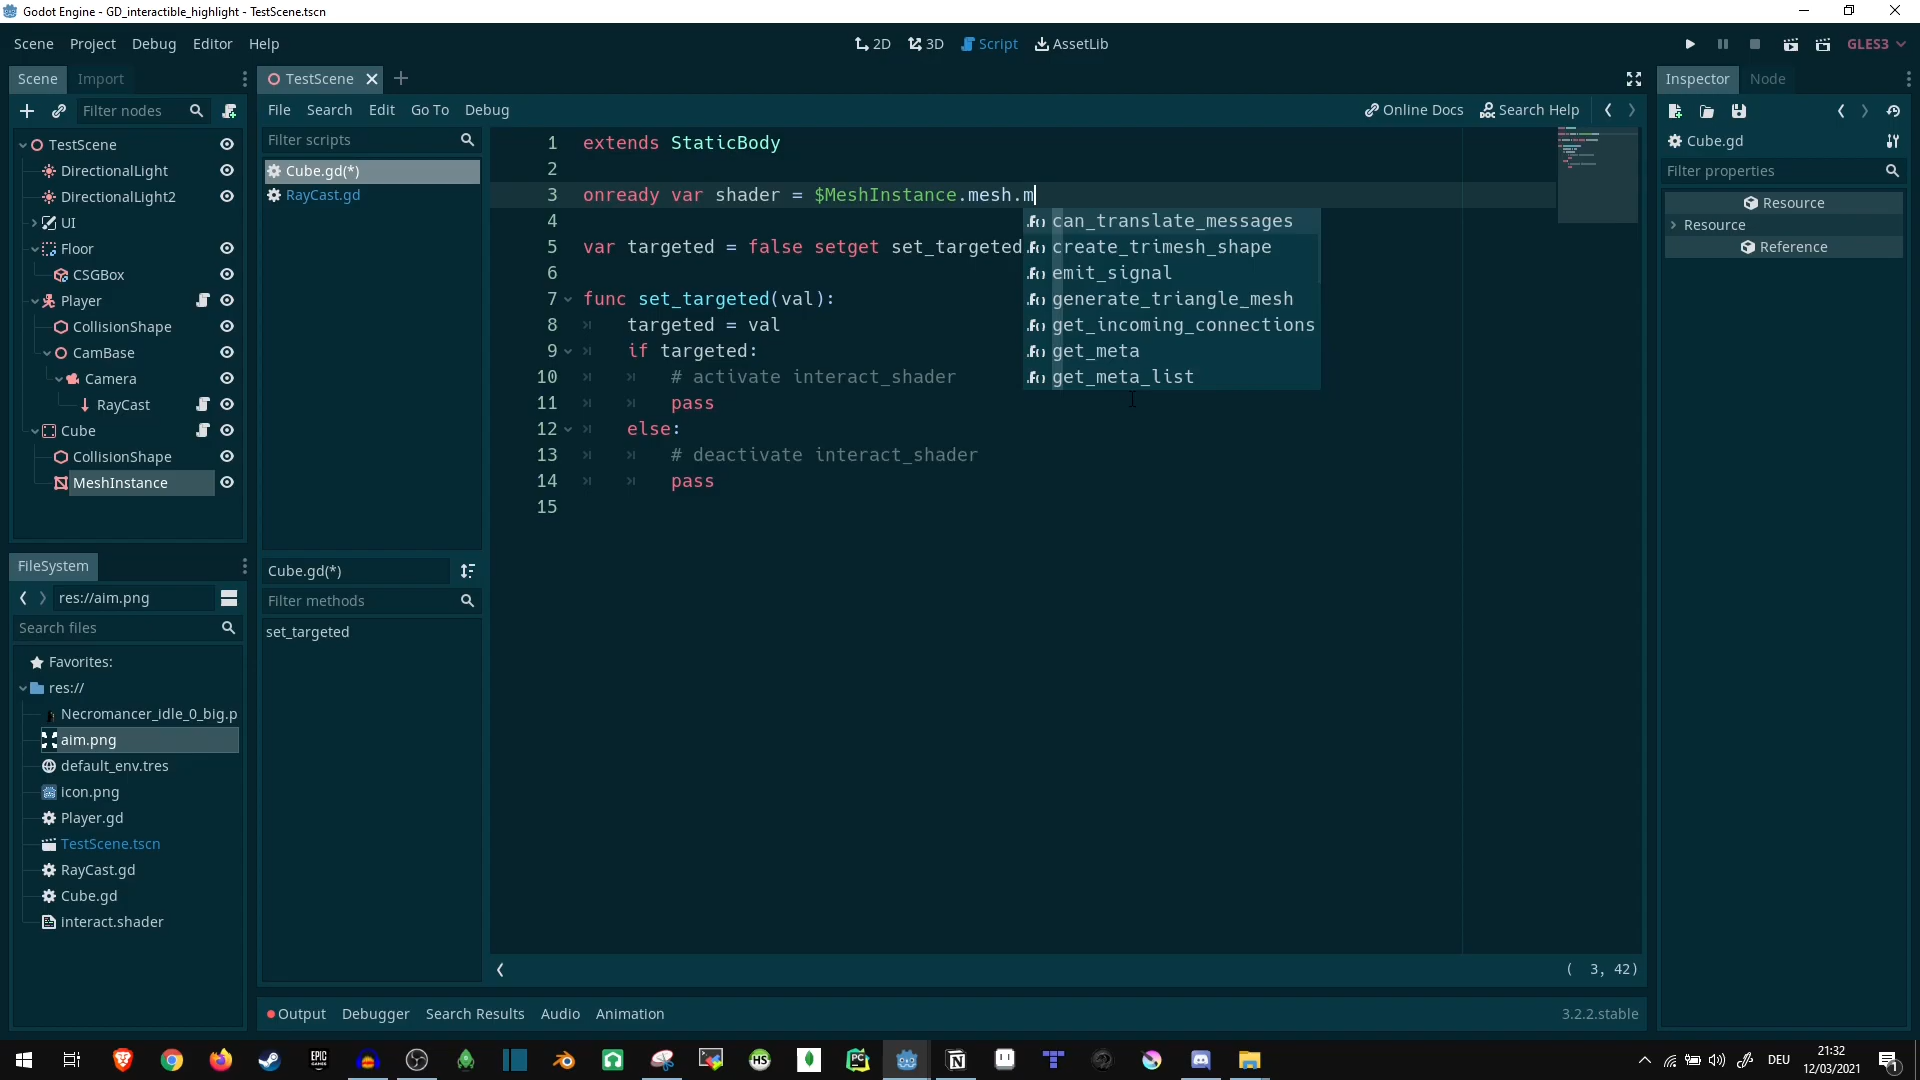 Godot Engine - GD_interactible_highlight - TestScene.tscn
Scene Project Debug Editor Help
2D 3D Script AssetLib
GLES3
Scene Import
TestScene
Inspector Node
Filter nodes
File Search Edit Go To Debug
Online Docs Search Help
Filter scripts
Cube.gd(*)
RayCast.gd
TestScene
DirectionalLight
DirectionalLight2
UI
Floor
CSGBox
Player
CollisionShape
CamBase
Camera
RayCast
Cube
CollisionShape
MeshInstance
1 extends StaticBody
2
3 onready var shader = $MeshInstance.mesh.m
4
5 var targeted = false setget set_targeted
6
7 func set_targeted(val):
8 targeted = val
9 if targeted:
10 # activate interact_shader
11 pass
12 else:
13 # deactivate interact_shader
14 pass
15
.f() can_translate_messages
.f() create_trimesh_shape
.f() emit_signal
.f() generate_triangle_mesh
.f() get_incoming_connections
.f() get_meta
.f() get_meta_list
Cube.gd
Filter properties
Resource
Resource
Reference
Cube.gd(*)
Filter methods
set_targeted
FileSystem
res://aim.png
Search files
Favorites:
res://
Necromancer_idle_0_big.p
aim.png
default_env.tres
icon.png
Player.gd
TestScene.tscn
RayCast.gd
Cube.gd
interact.shader
( 3, 42)
Output Debugger Search Results Audio Animation
3.2.2.stable
EPIC GAMES
HS
PC
DEU
21:32
12/03/2021
1